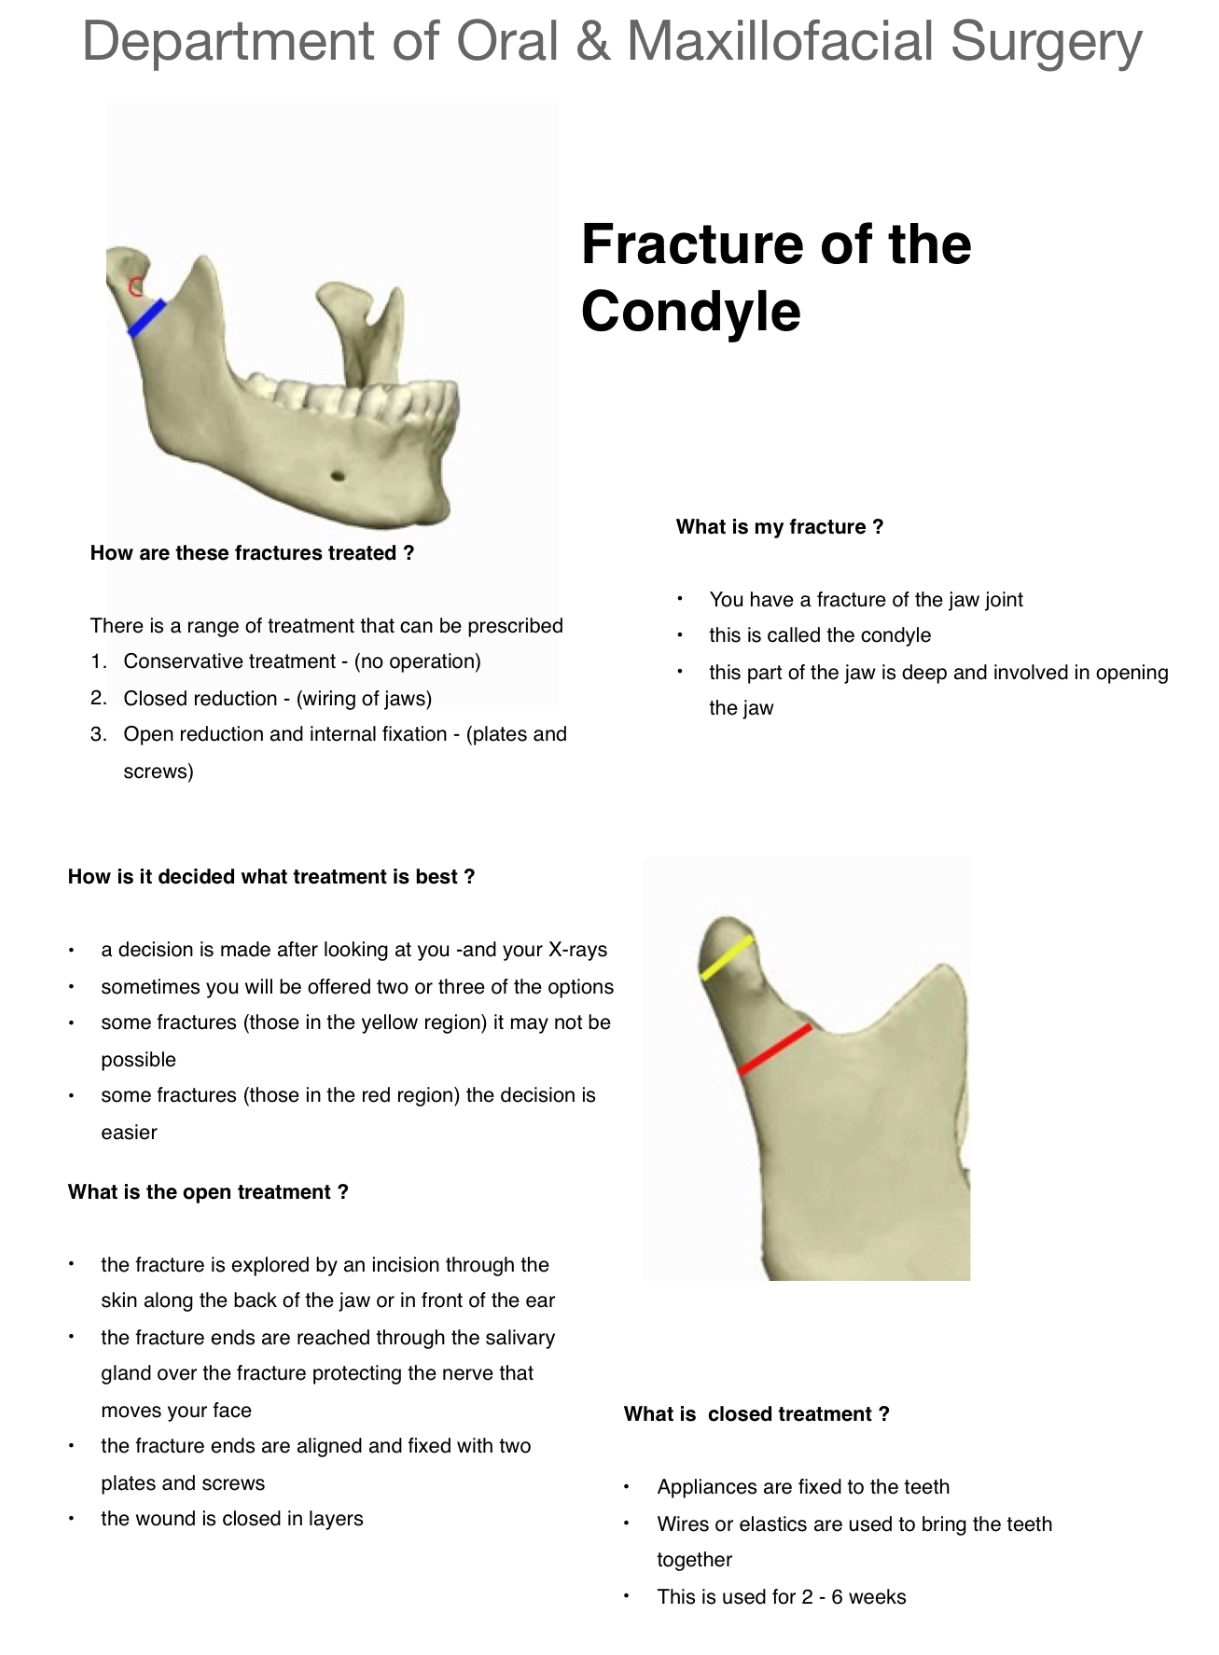 Department of Oral & Maxillofacial Surgery
Fracture of the
Condyle
What is my fracture ?
• You have a fracture of the jaw joint
• this is called the condyle
• this part of the jaw is deep and involved in opening
the jaw
How are these fractures treated ?
There is a range of treatment that can be prescribed
1. Conservative treatment - (no operation)
2. Closed reduction - (wiring of jaws)
3. Open reduction and internal fixation - (plates and
screws)
How is it decided what treatment is best ?
• a decision is made after looking at you -and your X-rays
• sometimes you will be offered two or three of the options
• some fractures (those in the yellow region) it may not be
possible
• some fractures (those in the red region) the decision is
easier
What is the open treatment ?
• the fracture is explored by an incision through the
skin along the back of the jaw or in front of the ear
• the fracture ends are reached through the salivary
gland over the fracture protecting the nerve that
moves your face
• the fracture ends are aligned and fixed with two
plates and screws
• the wound is closed in layers
What is  closed treatment ?
• Appliances are fixed to the teeth
• Wires or elastics are used to bring the teeth
together
• This is used for 2 - 6 weeks